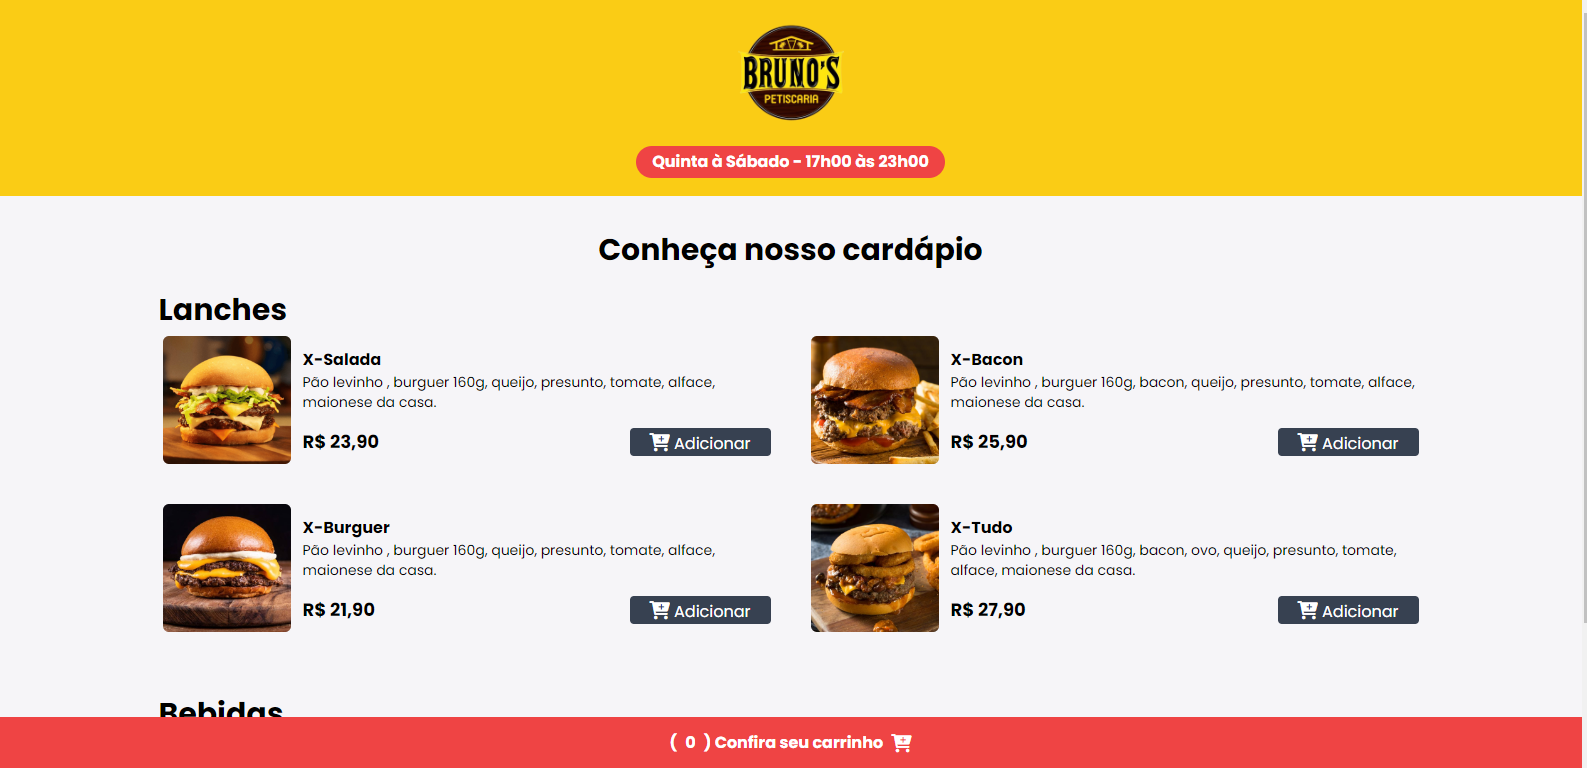 BRUNO'S
PETISCARIA
Quinta à Sábado - 17h00 às 23h00
Conheça nosso cardápio
Lanches
X-Salada
Pão levinho , burguer 160g, queijo, presunto, tomate, alface,
maionese da casa.
R$ 23,90
Adicionar
X-Bacon
Pão levinho , burguer 160g, bacon, queijo, presunto, tomate, alface,
maionese da casa.
R$ 25,90
Adicionar
X-Burguer
Pão levinho , burguer 160g, queijo, presunto, tomate, alface,
maionese da casa.
R$ 21,90
Adicionar
X-Tudo
Pão levinho , burguer 160g, bacon, ovo, queijo, presunto, tomate,
alface, maionese da casa.
R$ 27,90
Adicionar
Bebidas
( 0 ) Confira seu carrinho